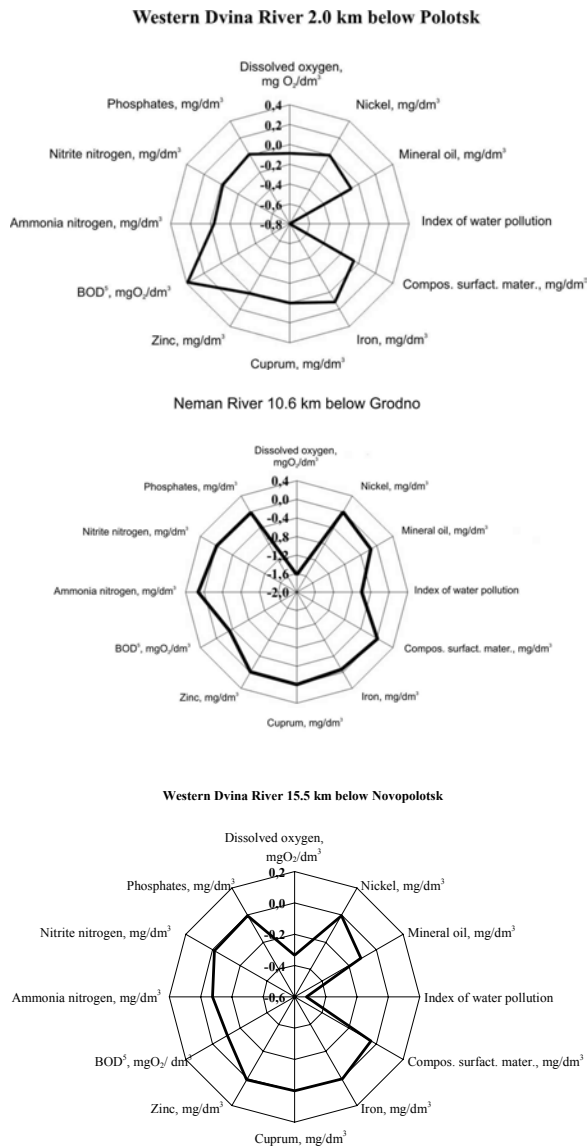 Western Dvina River 2.0 km below Polotsk
Dissolved oxygen,
mg O₂/dm³
Phosphates, mg/dm³
Nickel, mg/dm³
0,4
0,2
0,0
-0,2
-0,4
-0,6
-0,8
Nitrite nitrogen, mg/dm³
Mineral oil, mg/dm³
Ammonia nitrogen, mg/dm³
Index of water pollution
BOD⁵, mgO₂/dm³
Compos. surfact. mater., mg/dm³
Zinc, mg/dm³
Iron, mg/dm³
Cuprum, mg/dm³
Neman River 10.6 km below Grodno
Dissolved oxygen,
mgO₂/dm³
Phosphates, mg/dm³
Nickel, mg/dm³
0,4
0,0
-0,4
-0,8
-1,2
-1,6
-2,0
Nitrite nitrogen, mg/dm³
Mineral oil, mg/dm³
Ammonia nitrogen, mg/dm³
Index of water pollution
BOD⁵, mgO₂/dm³
Compos. surfact. mater., mg/dm³
Zinc, mg/dm³
Iron, mg/dm³
Cuprum, mg/dm³
Western Dvina River 15.5 km below Novopolotsk
Dissolved oxygen,
mgO₂/dm³
Phosphates, mg/dm³
Nickel, mg/dm³
0,2
0,0
-0,2
-0,4
-0,6
Nitrite nitrogen, mg/dm³
Mineral oil, mg/dm³
Ammonia nitrogen, mg/dm³
Index of water pollution
BOD⁵, mgO₂/ dm³
Compos. surfact. mater., mg/dm³
Zinc, mg/dm³
Iron, mg/dm³
Cuprum, mg/dm³